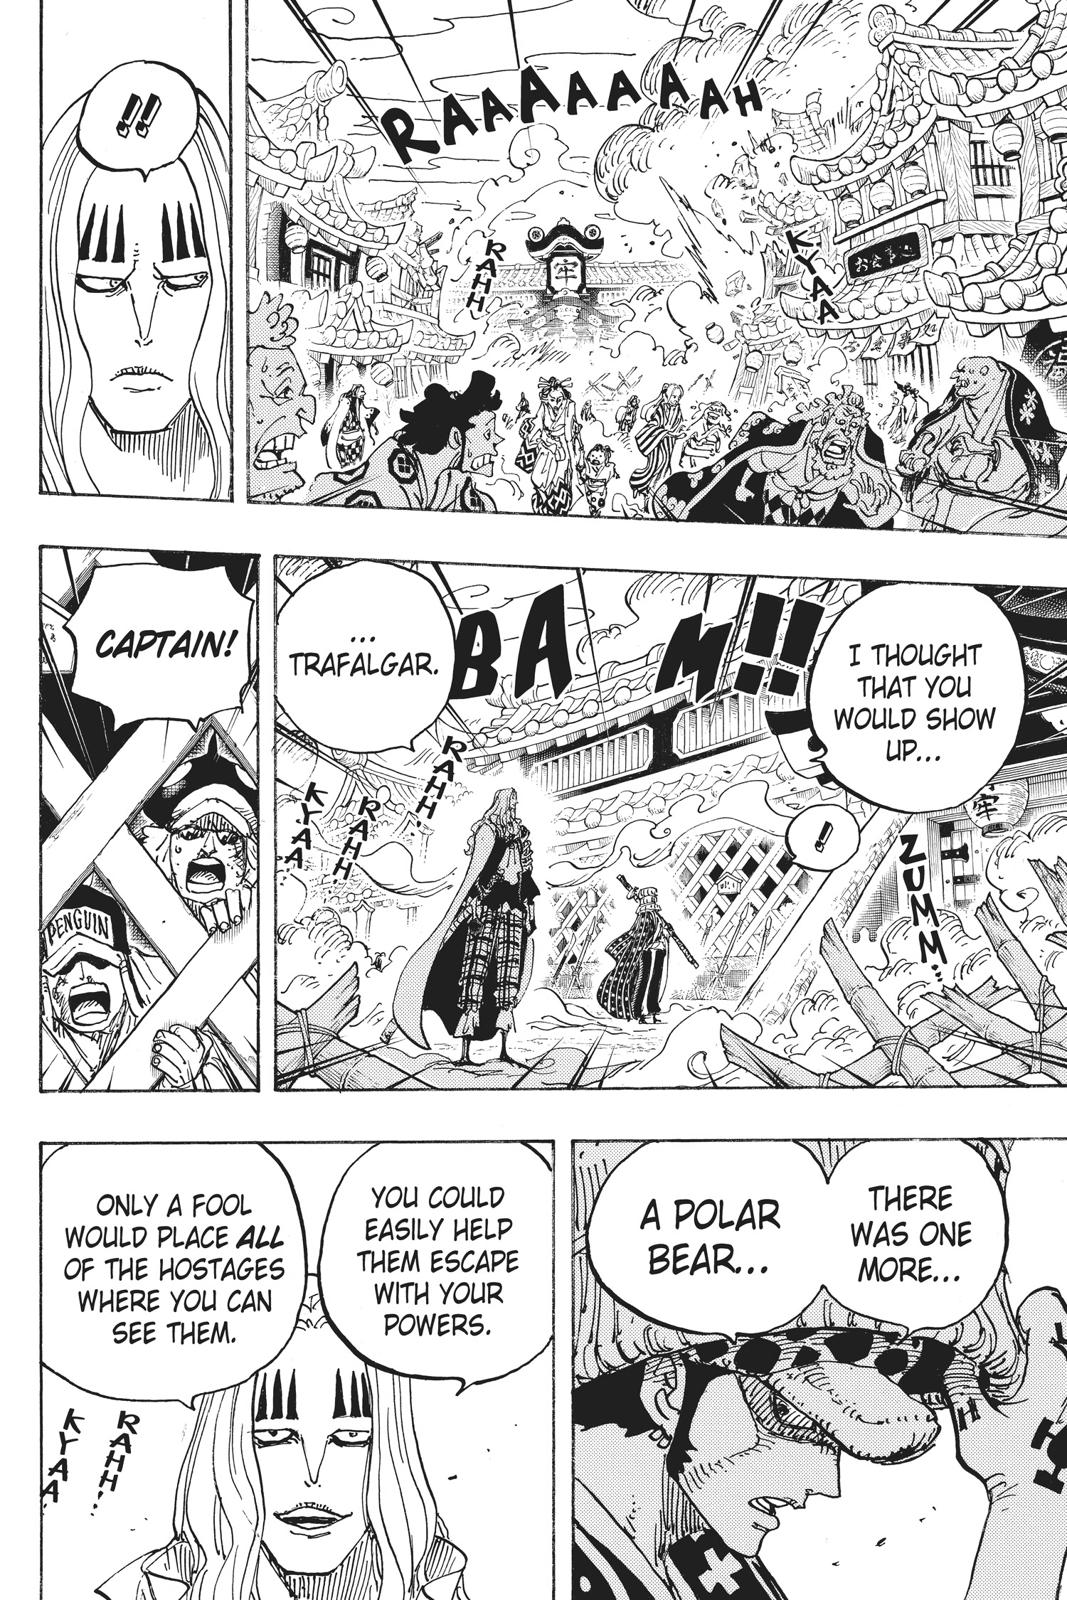 RAAAAAAAH
KYAA
RAHH!
牢
!!
I THOUGHT
THAT YOU
WOULD SHOW
UP...
BAM!!
...
TRAFALGAR.
!
牢
ZUMM...
RAHH!
RAHH
KYAA
CAPTAIN!
PENGUIN
THERE
WAS ONE
MORE...
A POLAR
BEAR...
YOU COULD
EASILY HELP
THEM ESCAPE
WITH YOUR
POWERS.
ONLY A FOOL
WOULD PLACE ALL
OF THE HOSTAGES
WHERE YOU CAN
SEE THEM.
RAHH!
KYAA